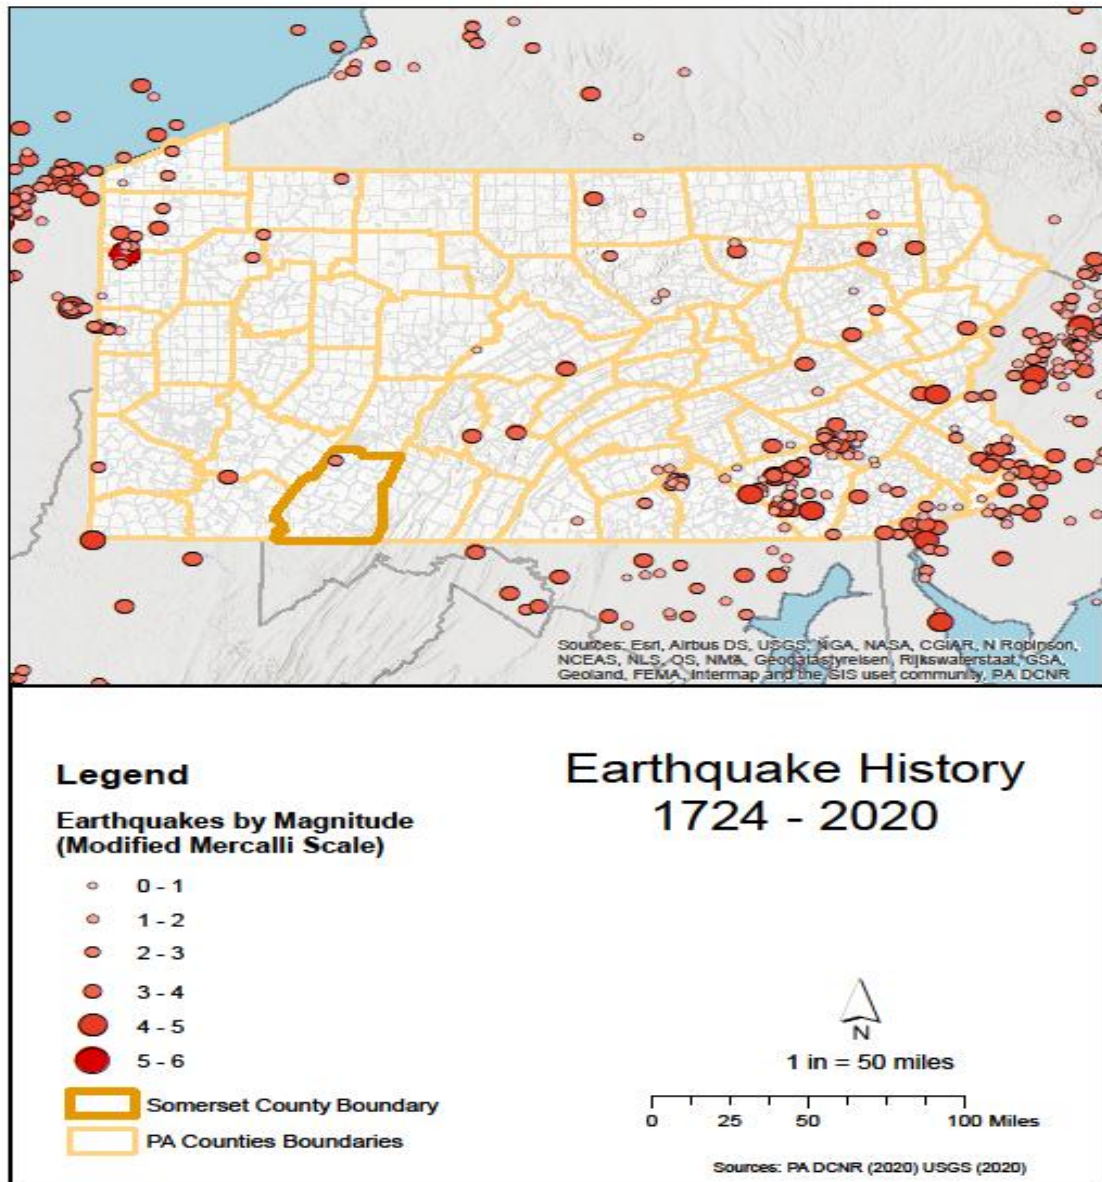 Sources: Esri, Airbus DS, USGS, NGA, NASA, CGIAR, N Robinson,
NCEAS, NLS, OS, NMA, Geodatastyrelsen, Rijkswaterstaat, GSA,
Geoland, FEMA, Intermap and the GIS user community, PA DCNR
Legend
Earthquakes by Magnitude
(Modified Mercalli Scale)
0 - 1
1 - 2
2 - 3
3 - 4
4 - 5
5 - 6
Somerset County Boundary
PA Counties Boundaries
Earthquake History
1724 - 2020
N
1 in = 50 miles
0 25 50 100 Miles
Sources: PA DCNR (2020) USGS (2020)